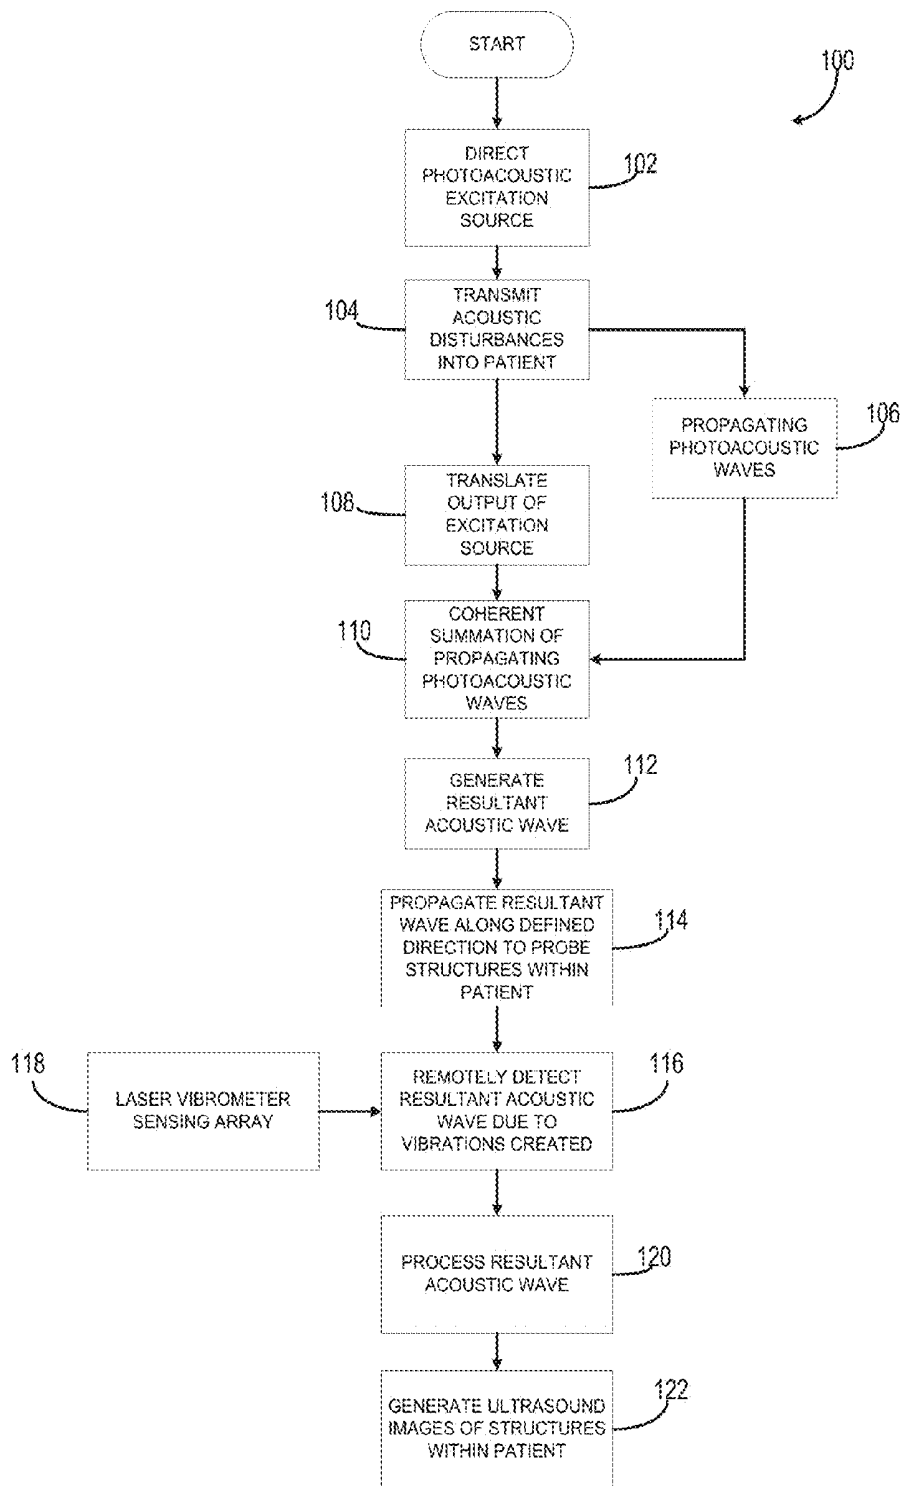 START
100
DIRECT
PHOTOACOUSTIC
EXCITATION
SOURCE
102
TRANSMIT
ACOUSTIC
DISTURBANCES
INTO PATIENT
104
PROPAGATING
PHOTOACOUSTIC
WAVES
106
TRANSLATE
OUTPUT OF
EXCITATION
SOURCE
108
COHERENT
SUMMATION OF
PROPAGATING
PHOTOACOUSTIC
WAVES
110
GENERATE
RESULTANT
ACOUSTIC WAVE
112
PROPAGATE RESULTANT
WAVE ALONG DEFINED
DIRECTION TO PROBE
STRUCTURES WITHIN
PATIENT
114
118
LASER VIBROMETER
SENSING ARRAY
REMOTELY DETECT
RESULTANT ACOUSTIC
WAVE DUE TO
VIBRATIONS CREATED
116
PROCESS RESULTANT
ACOUSTIC WAVE
120
GENERATE ULTRASOUND
IMAGES OF STRUCTURES
WITHIN PATIENT
122